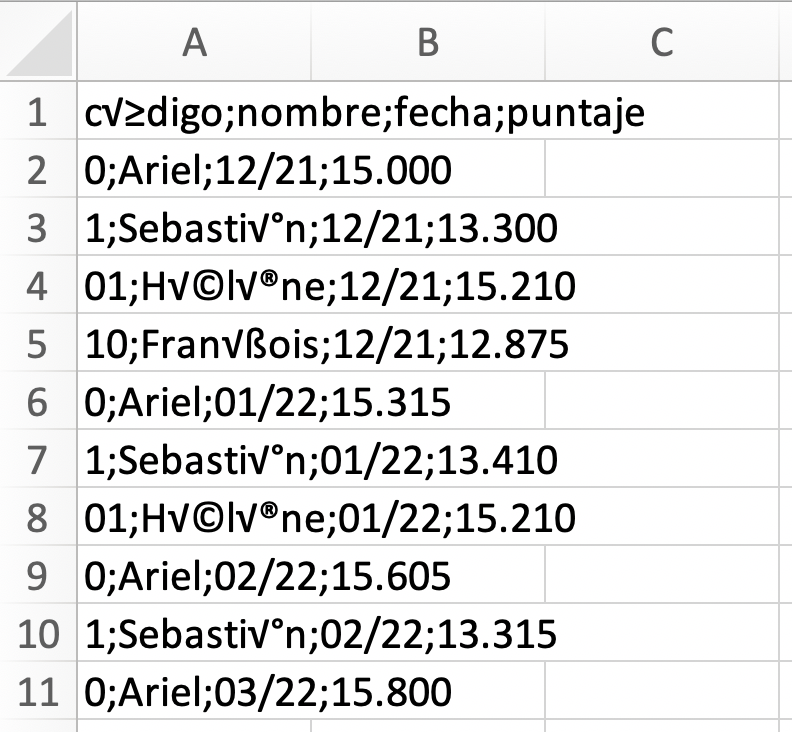 A B C
1 c√≥digo;nombre;fecha;puntaje
2 0;Ariel;12/21;15.000
3 1;Sebasti√°n;12/21;13.300
4 01;H√©l√®ne;12/21;15.210
5 10;Fran√ßois;12/21;12.875
6 0;Ariel;01/22;15.315
7 1;Sebasti√°n;01/22;13.410
8 01;H√©l√®ne;01/22;15.210
9 0;Ariel;02/22;15.605
10 1;Sebasti√°n;02/22;13.315
11 0;Ariel;03/22;15.800